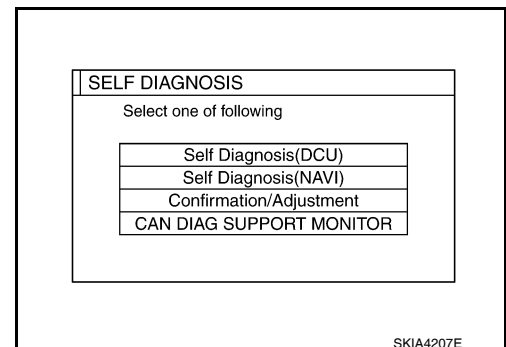 SELF DIAGNOSIS
Select one of following
Self Diagnosis(DCU)
Self Diagnosis(NAVI)
Confirmation/Adjustment
CAN DIAG SUPPORT MONITOR
SKIA4207E